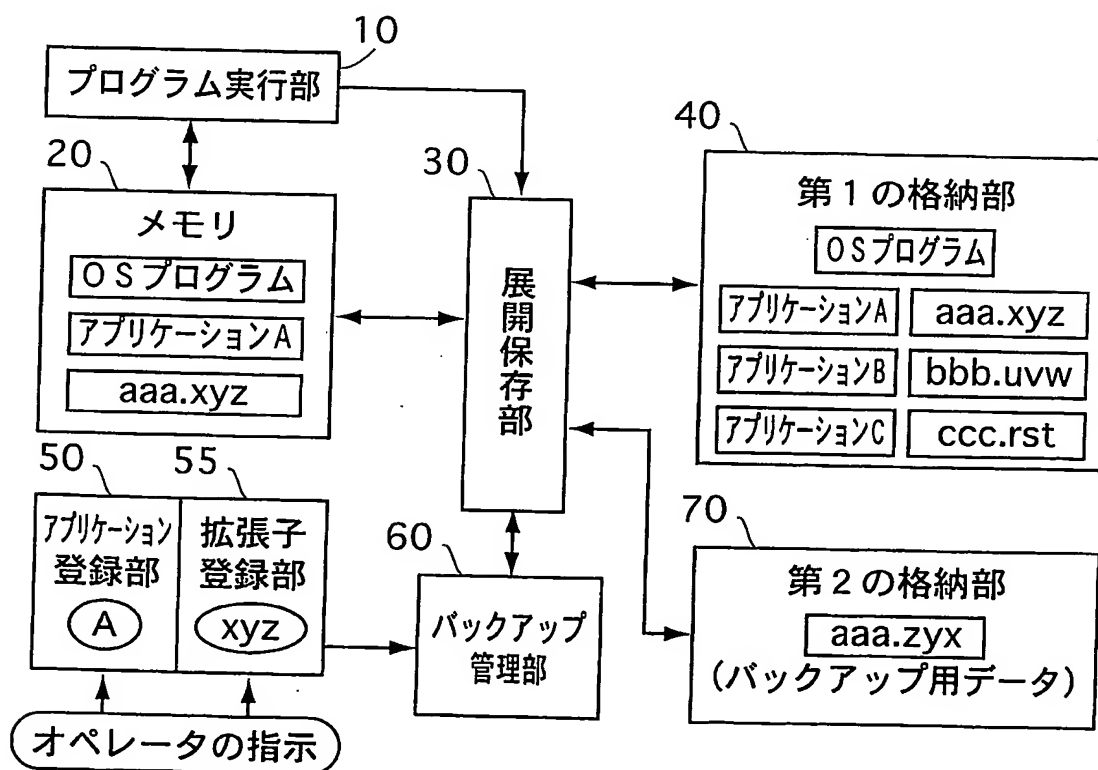 10
プログラム実行部
20
メモリ
OSプログラム
アプリケーションA
aaa.xyz
30
展開保存部
40
第1の格納部
OSプログラム
アプリケーションA
aaa.xyz
アプリケーションB
bbb.uvw
アプリケーションC
ccc.rst
50
アプリケーション
登録部
A
55
拡張子
登録部
xyz
オペレータの指示
60
バックアップ
管理部
70
第2の格納部
aaa.zyx
(バックアップ用データ)